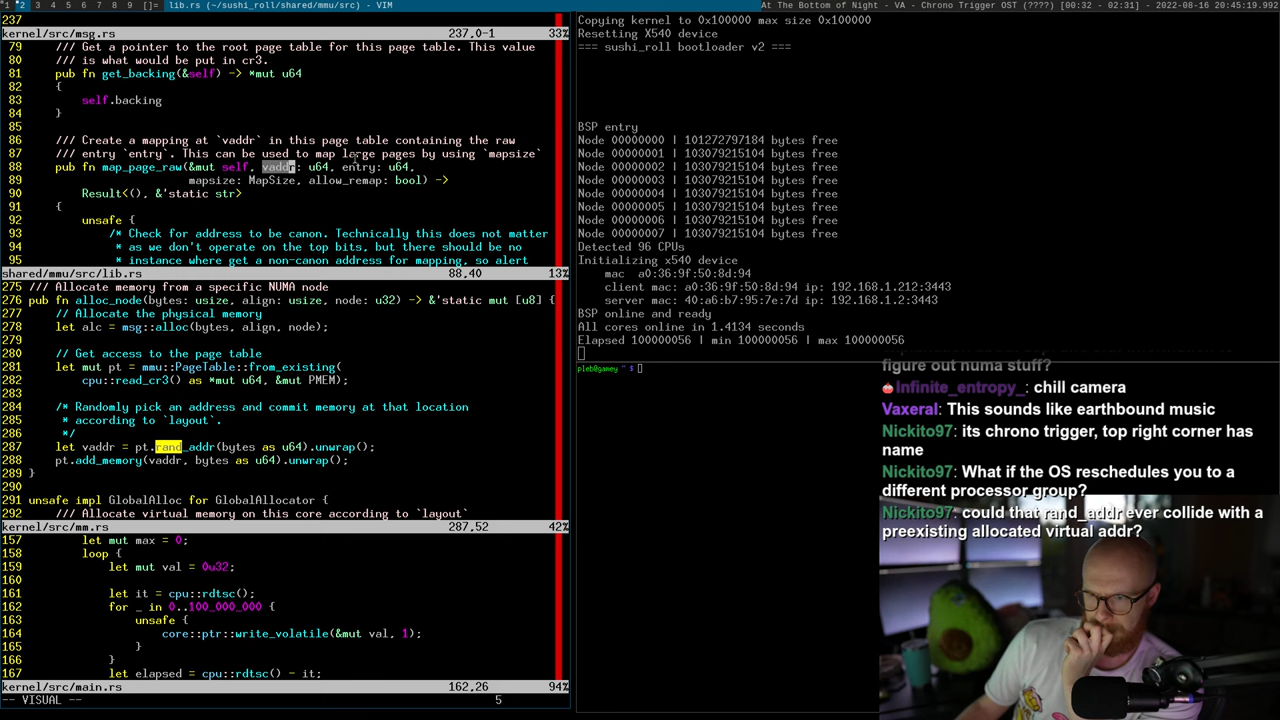 1 2 3 4 5 6 7 8 9 []= lib.rs (~/sushi_roll/shared/mmu/src) - VIM
At The Bottom of Night - VA - Chrono Trigger OST (????) [00:32 - 02:31] - 2022-08-16 20:45:19.992
237
kernel/src/msg.rs 237,0-1 33%
79 /// Get a pointer to the root page table for this page table. This value
80 /// is what would be put in cr3.
81 pub fn get_backing(&self) -> *mut u64
82 {
83 self.backing
84 }
85
86 /// Create a mapping at `vaddr` in this page table containing the raw
87 /// entry `entry`. This can be used to map large pages by using `mapsize`
88 pub fn map_page_raw(&mut self, vaddr: u64, entry: u64,
89 mapsize: MapSize, allow_remap: bool) ->
90 Result<(), &'static str>
91 {
92 unsafe {
93 /* Check for address to be canon. Technically this does not matter
94 * as we don't operate on the top bits, but there should be no
95 * instance where get a non-canon address for mapping, so alert
shared/mmu/src/lib.rs 88,40 13%
275 /// Allocate memory from a specific NUMA node
276 pub fn alloc_node(bytes: usize, align: usize, node: u32) -> &'static mut [u8] {
277 // Allocate the physical memory
278 let alc = msg::alloc(bytes, align, node);
279
280 // Get access to the page table
281 let mut pt = mmu::PageTable::from_existing(
282 cpu::read_cr3() as *mut u64, &mut PMEM);
283
284 /* Randomly pick an address and commit memory at that location
285 * according to `layout`.
286 */
287 let vaddr = pt.rand_addr(bytes as u64).unwrap();
288 pt.add_memory(vaddr, bytes as u64).unwrap();
289 }
290
291 unsafe impl GlobalAlloc for GlobalAllocator {
292 /// Allocate virtual memory on this core according to `layout`
kernel/src/mm.rs 287,52 42%
157 let mut max = 0;
158 loop {
159 let mut val = 0u32;
160
161 let it = cpu::rdtsc();
162 for _ in 0..100_000_000 {
163 unsafe {
164 core::ptr::write_volatile(&mut val, 1);
165 }
166 }
167 let elapsed = cpu::rdtsc() - it;
kernel/src/main.rs 162,26 94%
-- VISUAL -- 5
Copying kernel to 0x100000 max size 0x100000
Resetting X540 device
=== sushi_roll bootloader v2 ===
BSP entry
Node 00000000 | 101272797184 bytes free
Node 00000001 | 103079215104 bytes free
Node 00000002 | 103079215104 bytes free
Node 00000003 | 103079215104 bytes free
Node 00000004 | 103079215104 bytes free
Node 00000005 | 103079215104 bytes free
Node 00000006 | 103079215104 bytes free
Node 00000007 | 103079215104 bytes free
Detected 96 CPUs
Initializing x540 device
mac a0:36:9f:50:8d:94
client mac: a0:36:9f:50:8d:94 ip: 192.168.1.212:3443
server mac: 40:a6:b7:95:7e:7d ip: 192.168.1.2:3443
BSP online and ready
All cores online in 1.4134 seconds
Elapsed 100000056 | min 100000056 | max 100000056
pleb@gamey ~ $
figure out numa stuff?
Infinite_entropy_: chill camera
Vaxeral: This sounds like earthbound music
Nickito97: its chrono trigger, top right corner has
name
Nickito97: What if the OS reschedules you to a
different processor group?
Nickito97: could that rand_addr ever collide with a
preexisting allocated virtual addr?